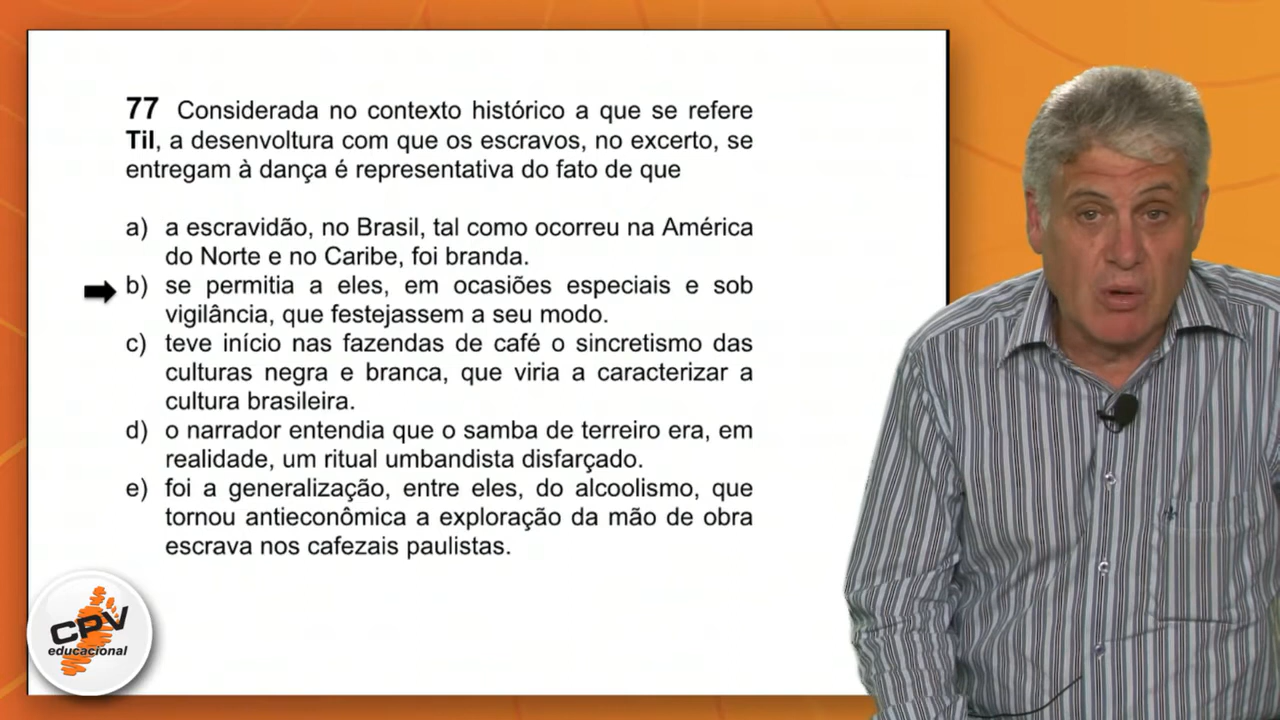 77 Considerada no contexto histórico a que se refere
Til, a desenvoltura com que os escravos, no excerto, se
entregam à dança é representativa do fato de que
a) a escravidão, no Brasil, tal como ocorreu na América
do Norte e no Caribe, foi branda.
b) se permitia a eles, em ocasiões especiais e sob
vigilância, que festejassem a seu modo.
c) teve início nas fazendas de café o sincretismo das
culturas negra e branca, que viria a caracterizar a
cultura brasileira.
d) o narrador entendia que o samba de terreiro era, em
realidade, um ritual umbandista disfarçado.
e) foi a generalização, entre eles, do alcoolismo, que
tornou antieconômica a exploração da mão de obra
escrava nos cafezais paulistas.
CPV
educacional